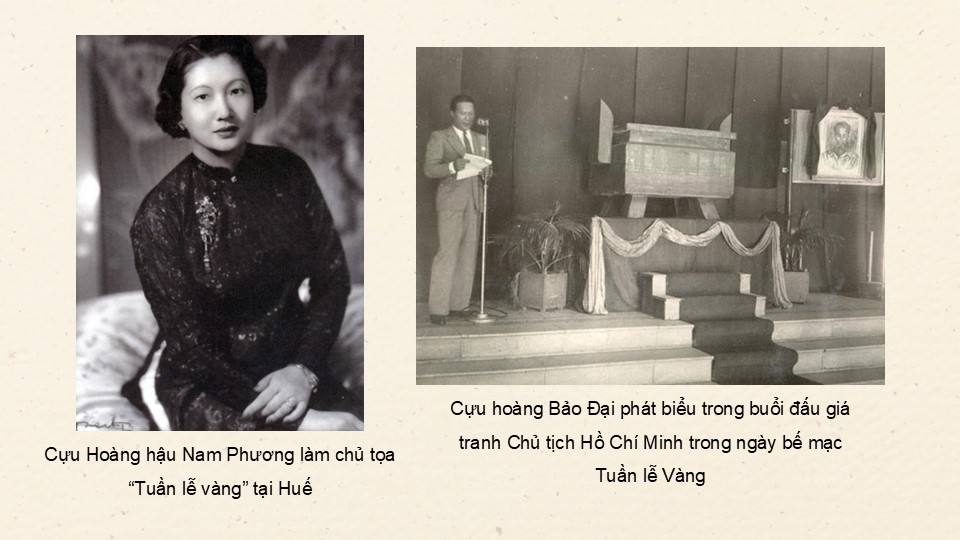 Cựu Hoàng hậu Nam Phương làm chủ tọa
“Tuần lễ vàng” tại Huế
Cựu hoàng Bảo Đại phát biểu trong buổi đấu giá
tranh Chủ tịch Hồ Chí Minh trong ngày bế mạc
Tuần lễ Vàng